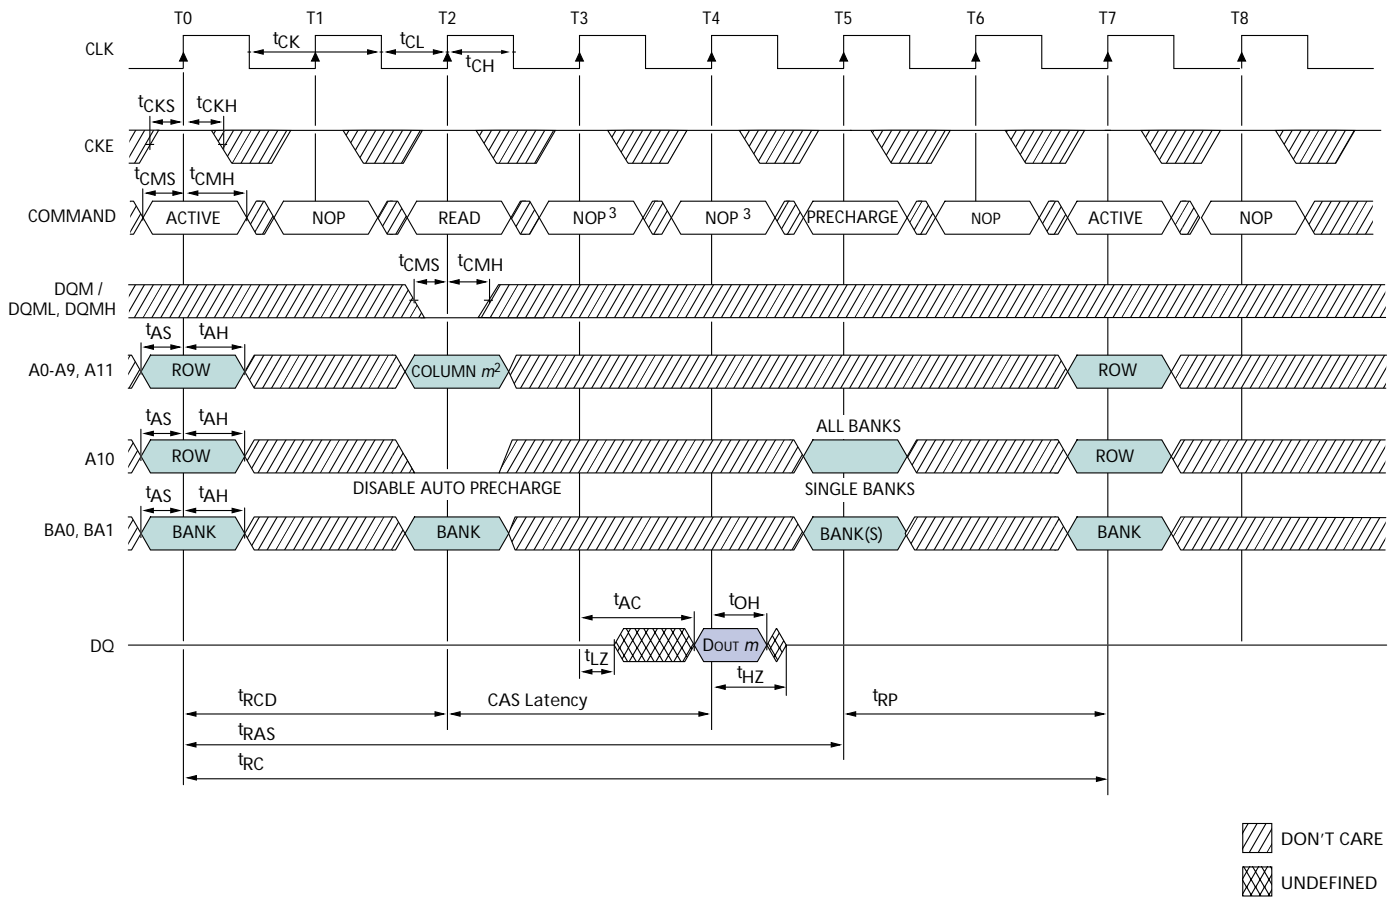 T0 T1 T2 T3 T4 T5 T6 T7 T8
CLK
tCK tCL
tCH
tCKS tCKH
CKE
tCMS tCMH
COMMAND ACTIVE NOP READ NOP3 NOP 3 PRECHARGE NOP ACTIVE NOP
tCMS tCMH
DQM /
DQML, DQMH
tAS tAH
A0-A9, A11 ROW COLUMN m2 ROW
tAS tAH ALL BANKS
A10 ROW ROW
DISABLE AUTO PRECHARGE SINGLE BANKS
tAS tAH
BA0, BA1 BANK BANK BANK(S) BANK
tAC tOH
DQ DOUT m
tLZ tHZ
tRCD CAS Latency tRP
tRAS
tRC
DON'T CARE
UNDEFINED